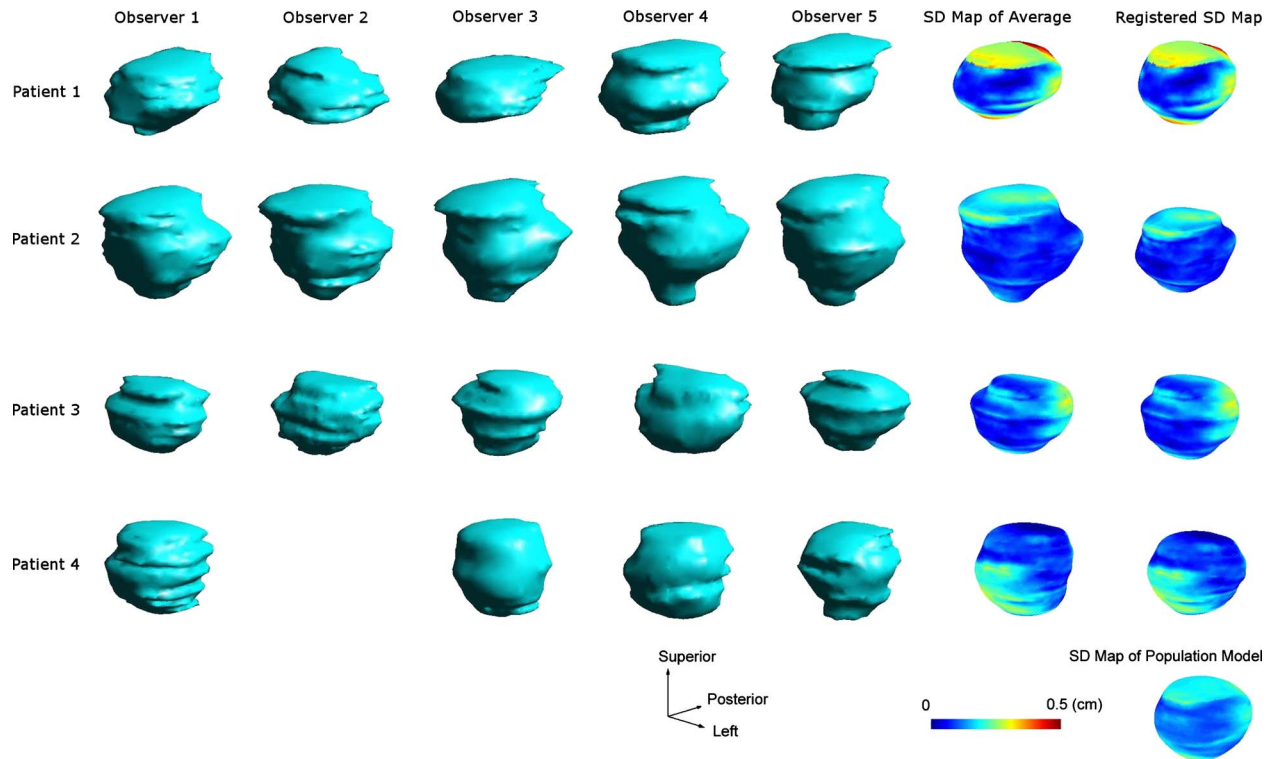 Observer 1 Observer 2 Observer 3 Observer 4 Observer 5 SD Map of Average Registered SD Map
Patient 1
Patient 2
Patient 3
Patient 4
SD Map of Population Model
Superior
Posterior
Left
0 0.5 (cm)